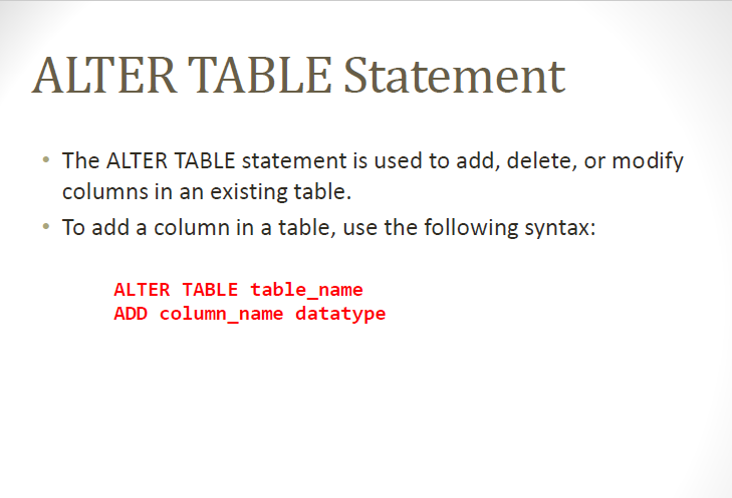 ALTER TABLE Statement
• The ALTER TABLE statement is used to add, delete, or modify
columns in an existing table.
• To add a column in a table, use the following syntax:
ALTER TABLE table_name
ADD column_name datatype